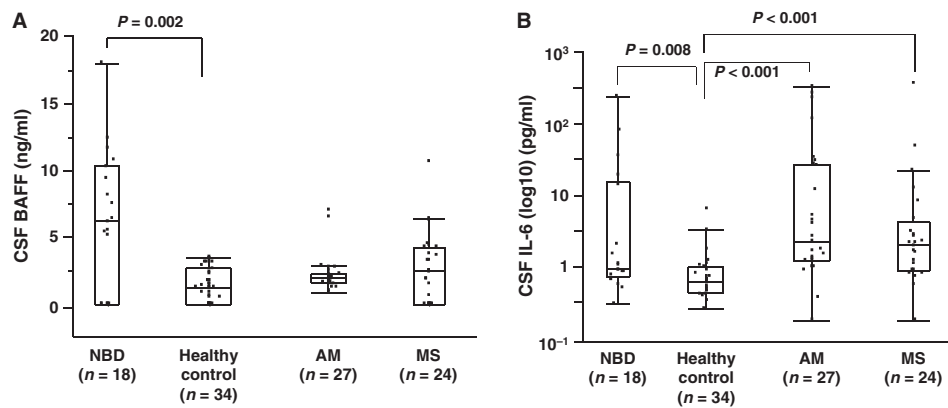 A
P = 0.002
20
15
10
5
0
CSF BAFF (ng/ml)
NBD
(n = 18)
Healthy
control
(n = 34)
AM
(n = 27)
MS
(n = 24)
B
P < 0.001
P = 0.008
P < 0.001
10³
10²
10
1
10⁻¹
CSF IL-6 (log10) (pg/ml)
NBD
(n = 18)
Healthy
control
(n = 34)
AM
(n = 27)
MS
(n = 24)